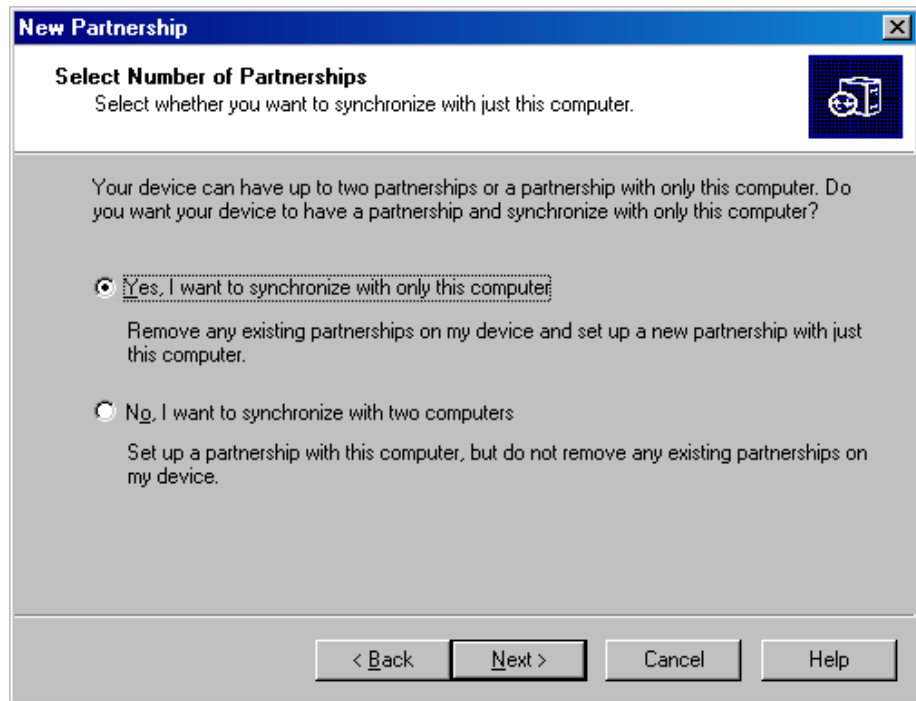 New Partnership
Select Number of Partnerships
Select whether you want to synchronize with just this computer.
Your device can have up to two partnerships or a partnership with only this computer. Do
you want your device to have a partnership and synchronize with only this computer?
Yes, I want to synchronize with only this computer
Remove any existing partnerships on my device and set up a new partnership with just
this computer.
No, I want to synchronize with two computers
Set up a partnership with this computer, but do not remove any existing partnerships on
my device.
< Back
Next >
Cancel
Help